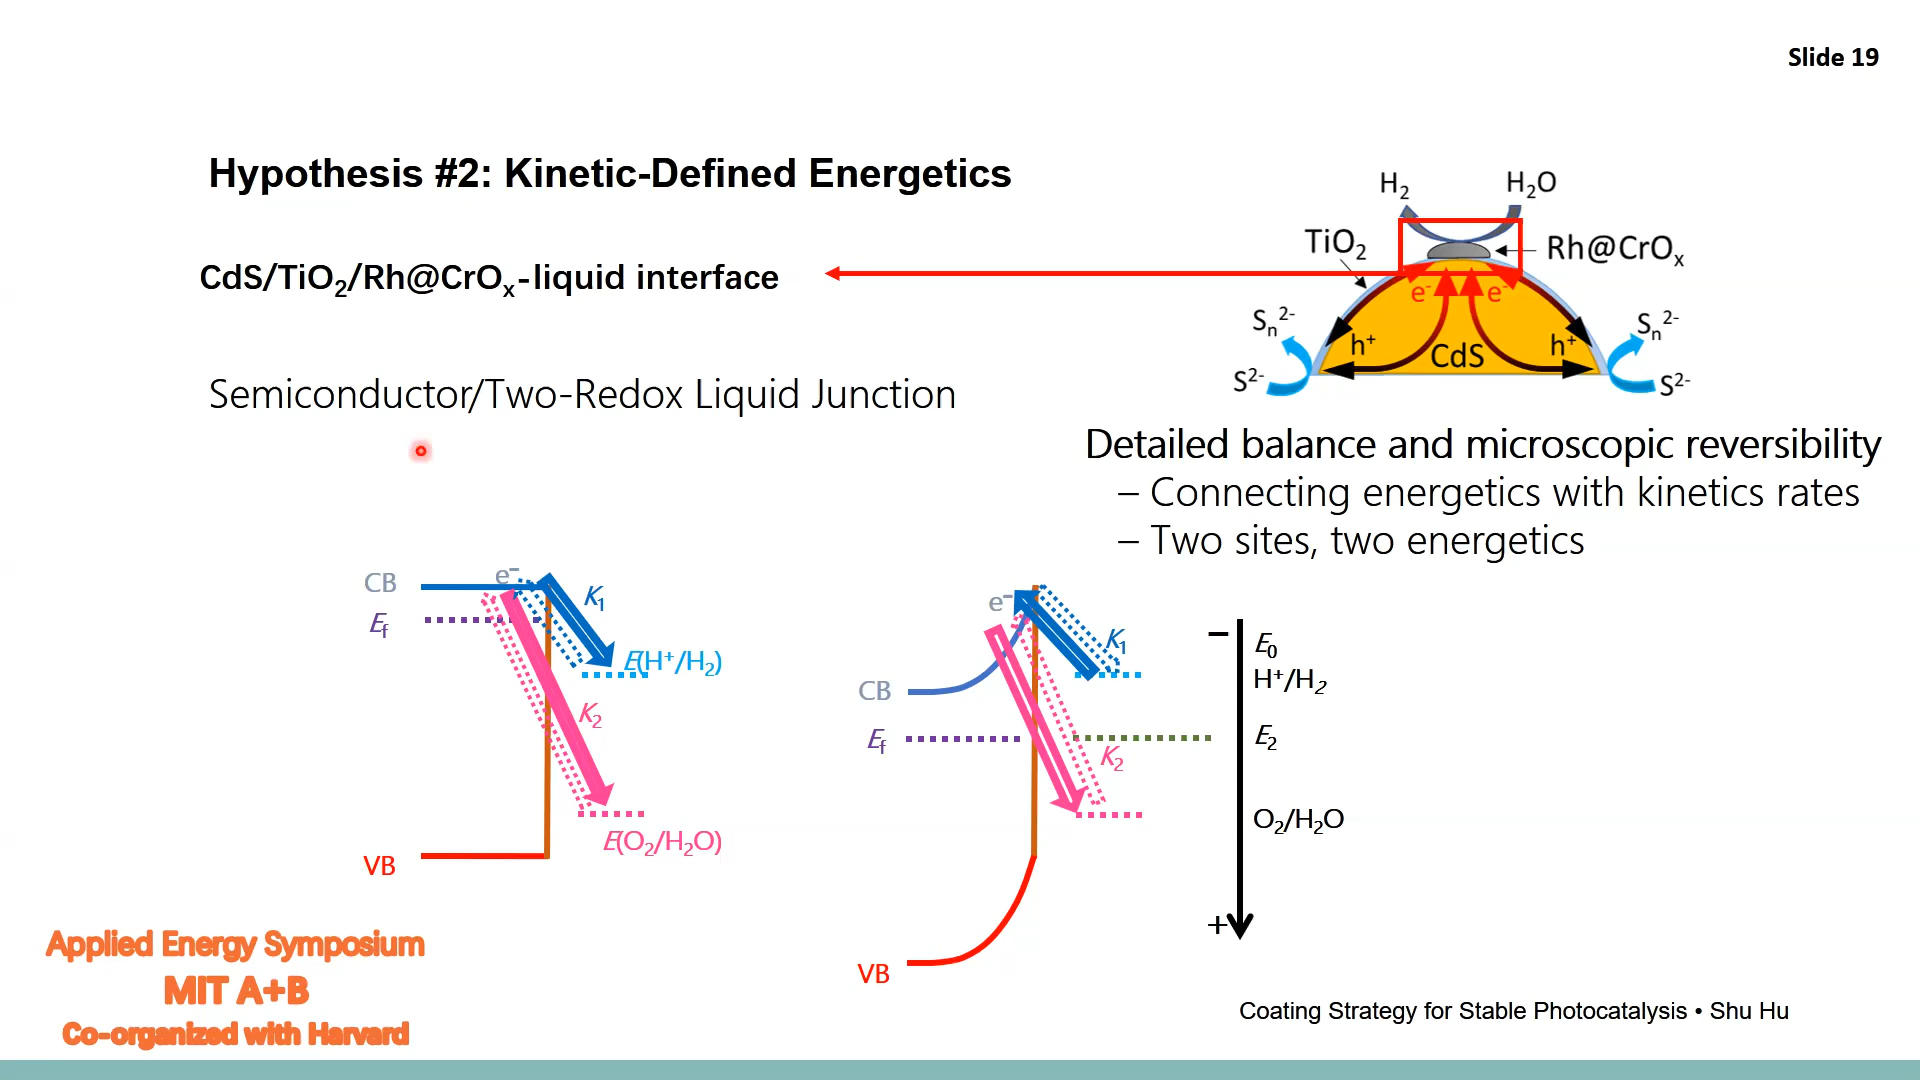 Slide 19
Hypothesis #2: Kinetic-Defined Energetics
CdS/TiO₂/Rh@CrOₓ-liquid interface
Semiconductor/Two-Redox Liquid Junction
H₂
H₂O
TiO₂
Rh@CrOₓ
e⁻
e⁻
Sₙ²⁻
Sₙ²⁻
h⁺
CdS
h⁺
S²⁻
S²⁻
Detailed balance and microscopic reversibility
– Connecting energetics with kinetics rates
– Two sites, two energetics
CB
e⁻
K₁
Ef
E(H⁺/H₂)
K₂
E(O₂/H₂O)
VB
e⁻
K₁
CB
Ef
K₂
VB
–
E₀
H⁺/H₂
E₂
O₂/H₂O
+
Applied Energy Symposium
MIT A+B
Co-organized with Harvard
Coating Strategy for Stable Photocatalysis • Shu Hu